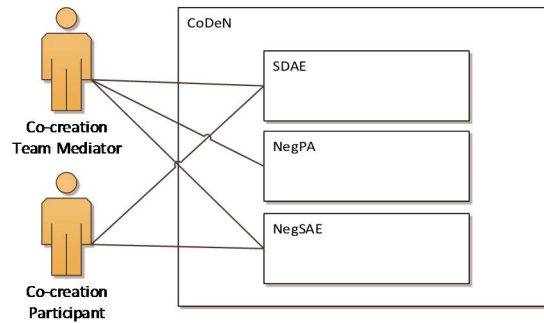 CoDeN
SDAE
Co-creation
Team Mediator
NegPA
NegSAE
Co-creation
Participant